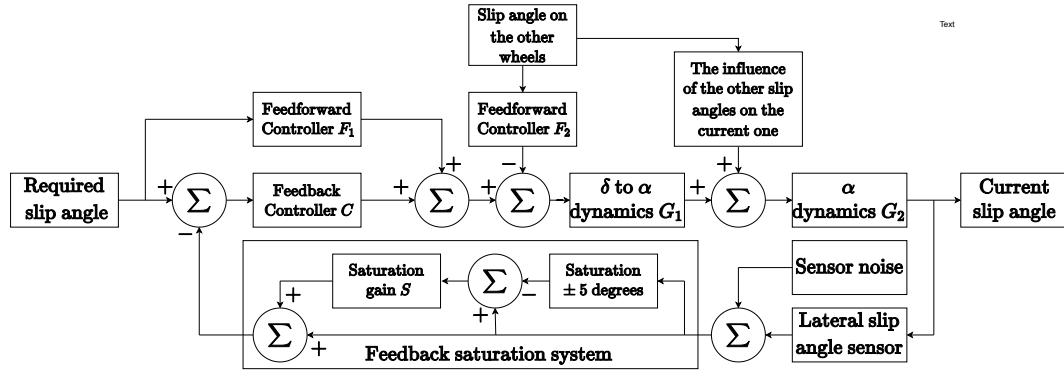 Slip angle on
the other
wheels
Text
The influence
of the other slip
angles on the
current one
Feedforward
Controller F₁
Feedforward
Controller F₂
+
−
+
Required
slip angle
+
Σ
−
Feedback
Controller C
+
Σ
+
Σ
δ to α
dynamics G₁
+
Σ
α
dynamics G₂
Current
slip angle
Saturation
gain S
Σ
−
+
Saturation
± 5 degrees
Sensor noise
+
Σ
+
Σ
Lateral slip
angle sensor
Feedback saturation system